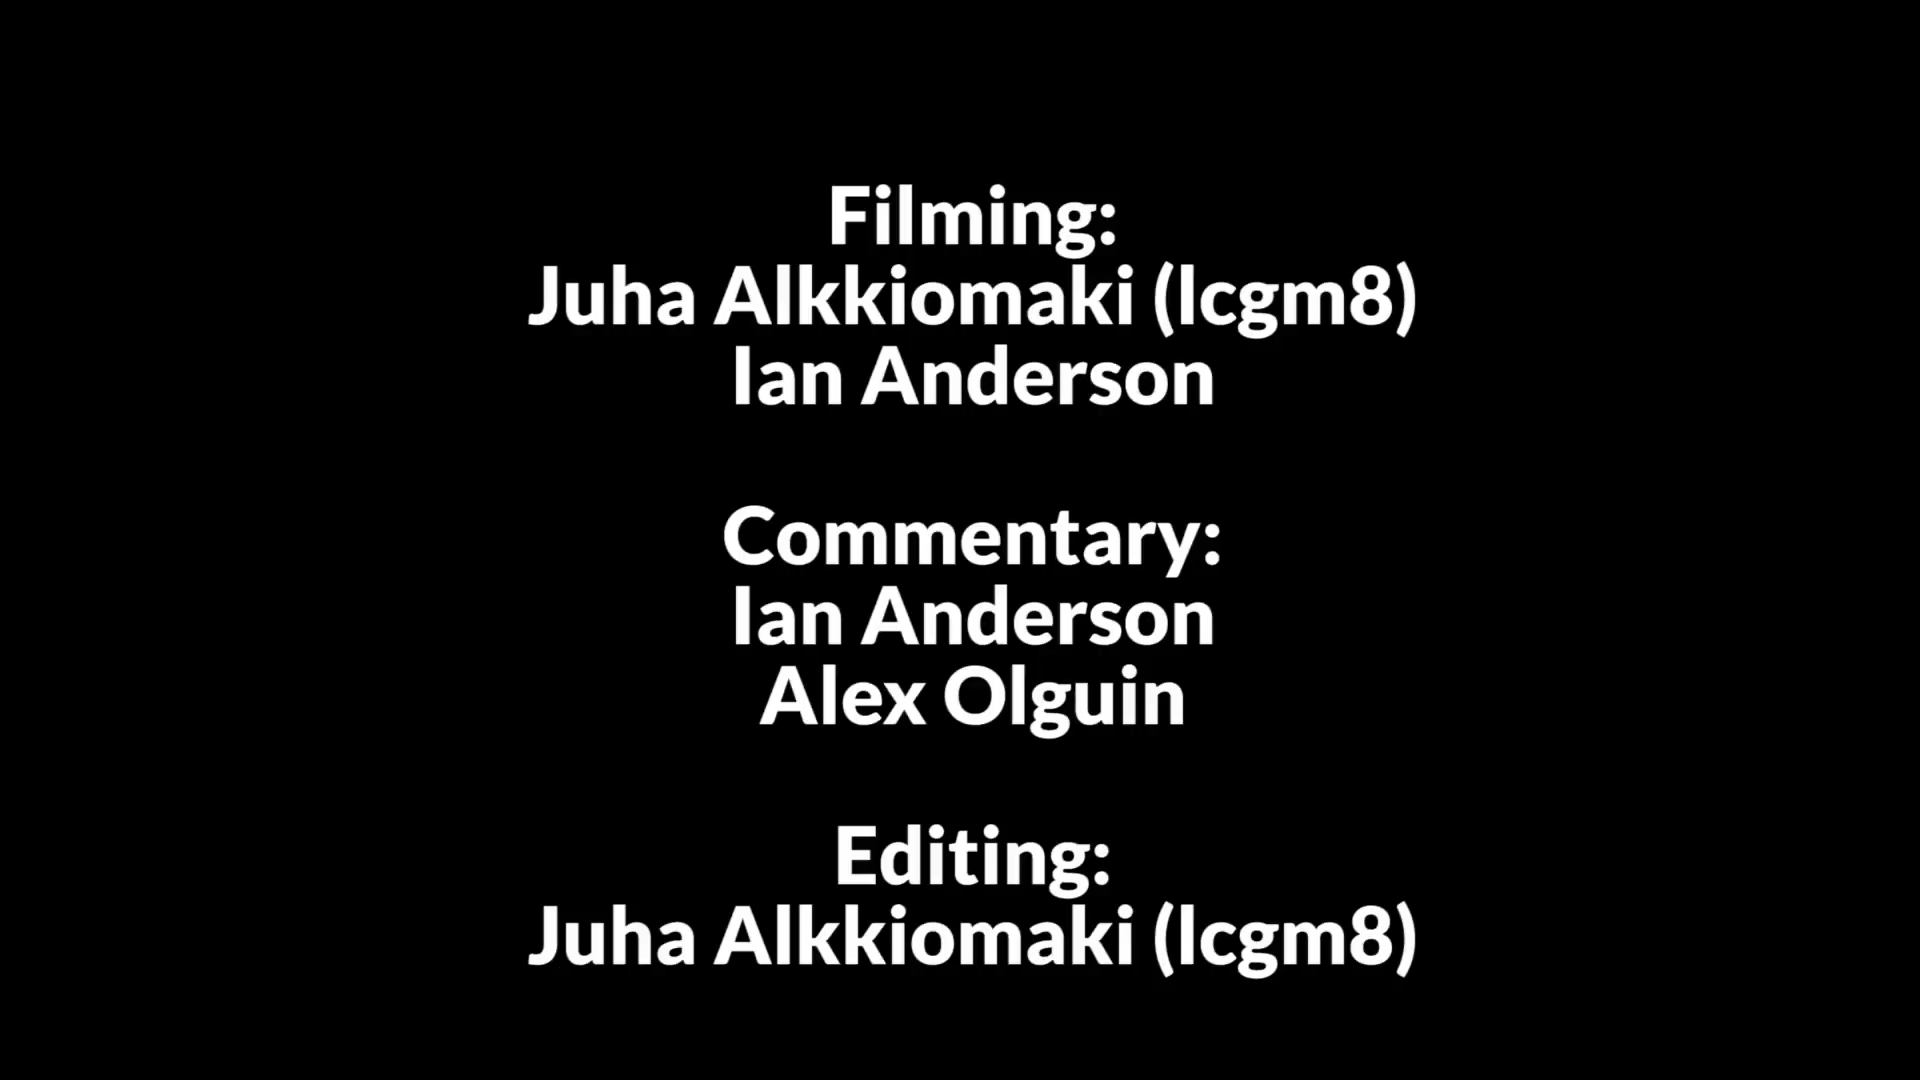 Filming:
Juha Alkkiomaki (lcgm8)
Ian Anderson
Commentary:
Ian Anderson
Alex Olguin
Editing:
Juha Alkkiomaki (lcgm8)